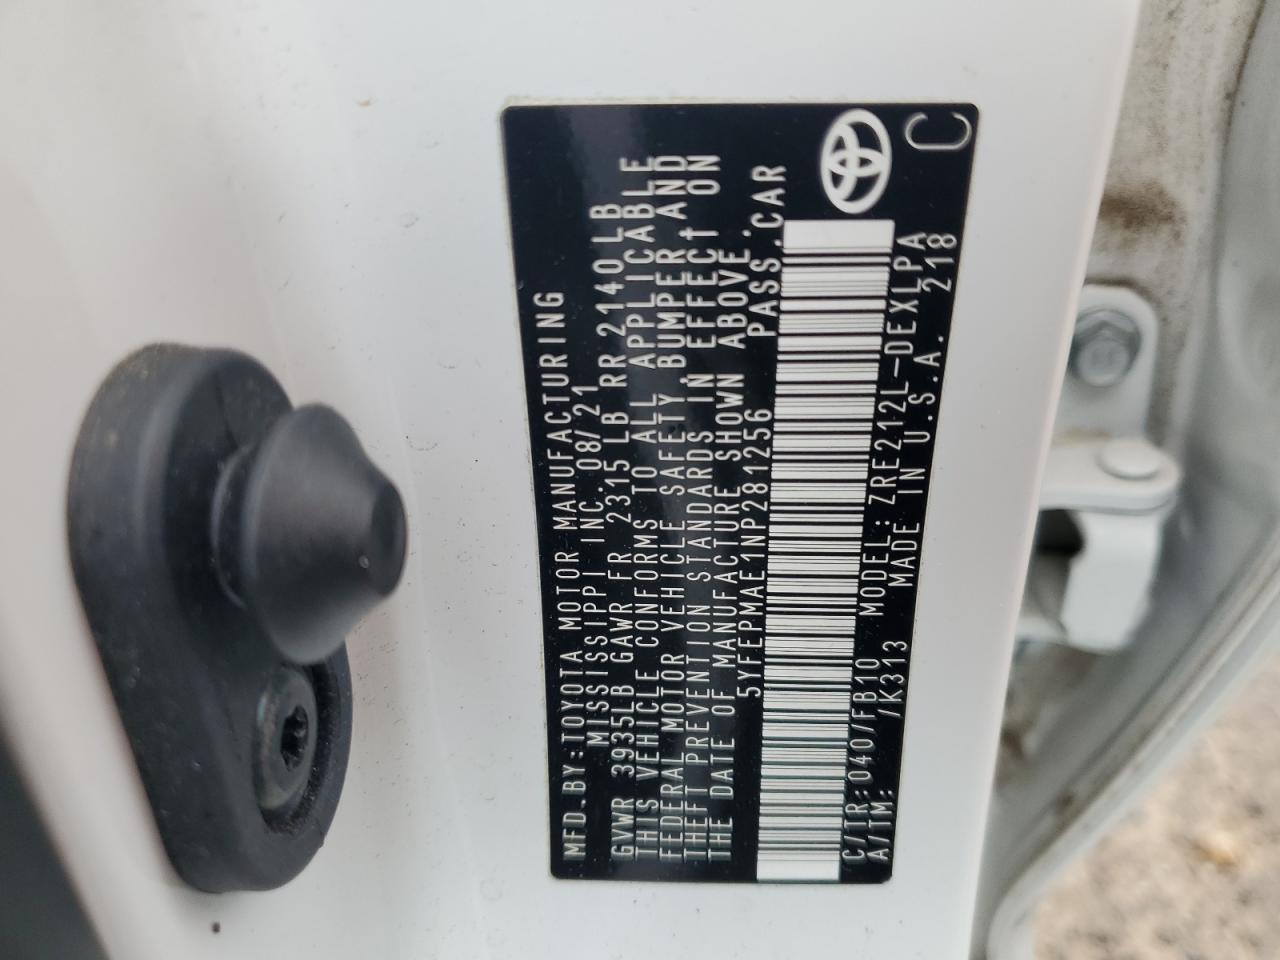 MFD.BY:TOYOTA MOTOR MANUFACTURING
MISSISSIPPI INC. 08/21
GVWR 3935LB GAWR FR 2315LB RR 2140LB
THIS VEHICLE CONFORMS TO ALL APPLICABLE
FEDERAL MOTOR VEHICLE SAFETY,BUMPER,AND
THEFT PREVENTION STANDARDS IN EFFECT ON
THE DATE OF MANUFACTURE SHOWN ABOVE.
5YFEPMAE1NP281256 PASS.CAR
C/TR:040/FB10 MODEL:ZRE212L-DEXLPA
A/TM: /K313 MADE IN U.S.A. 218
C